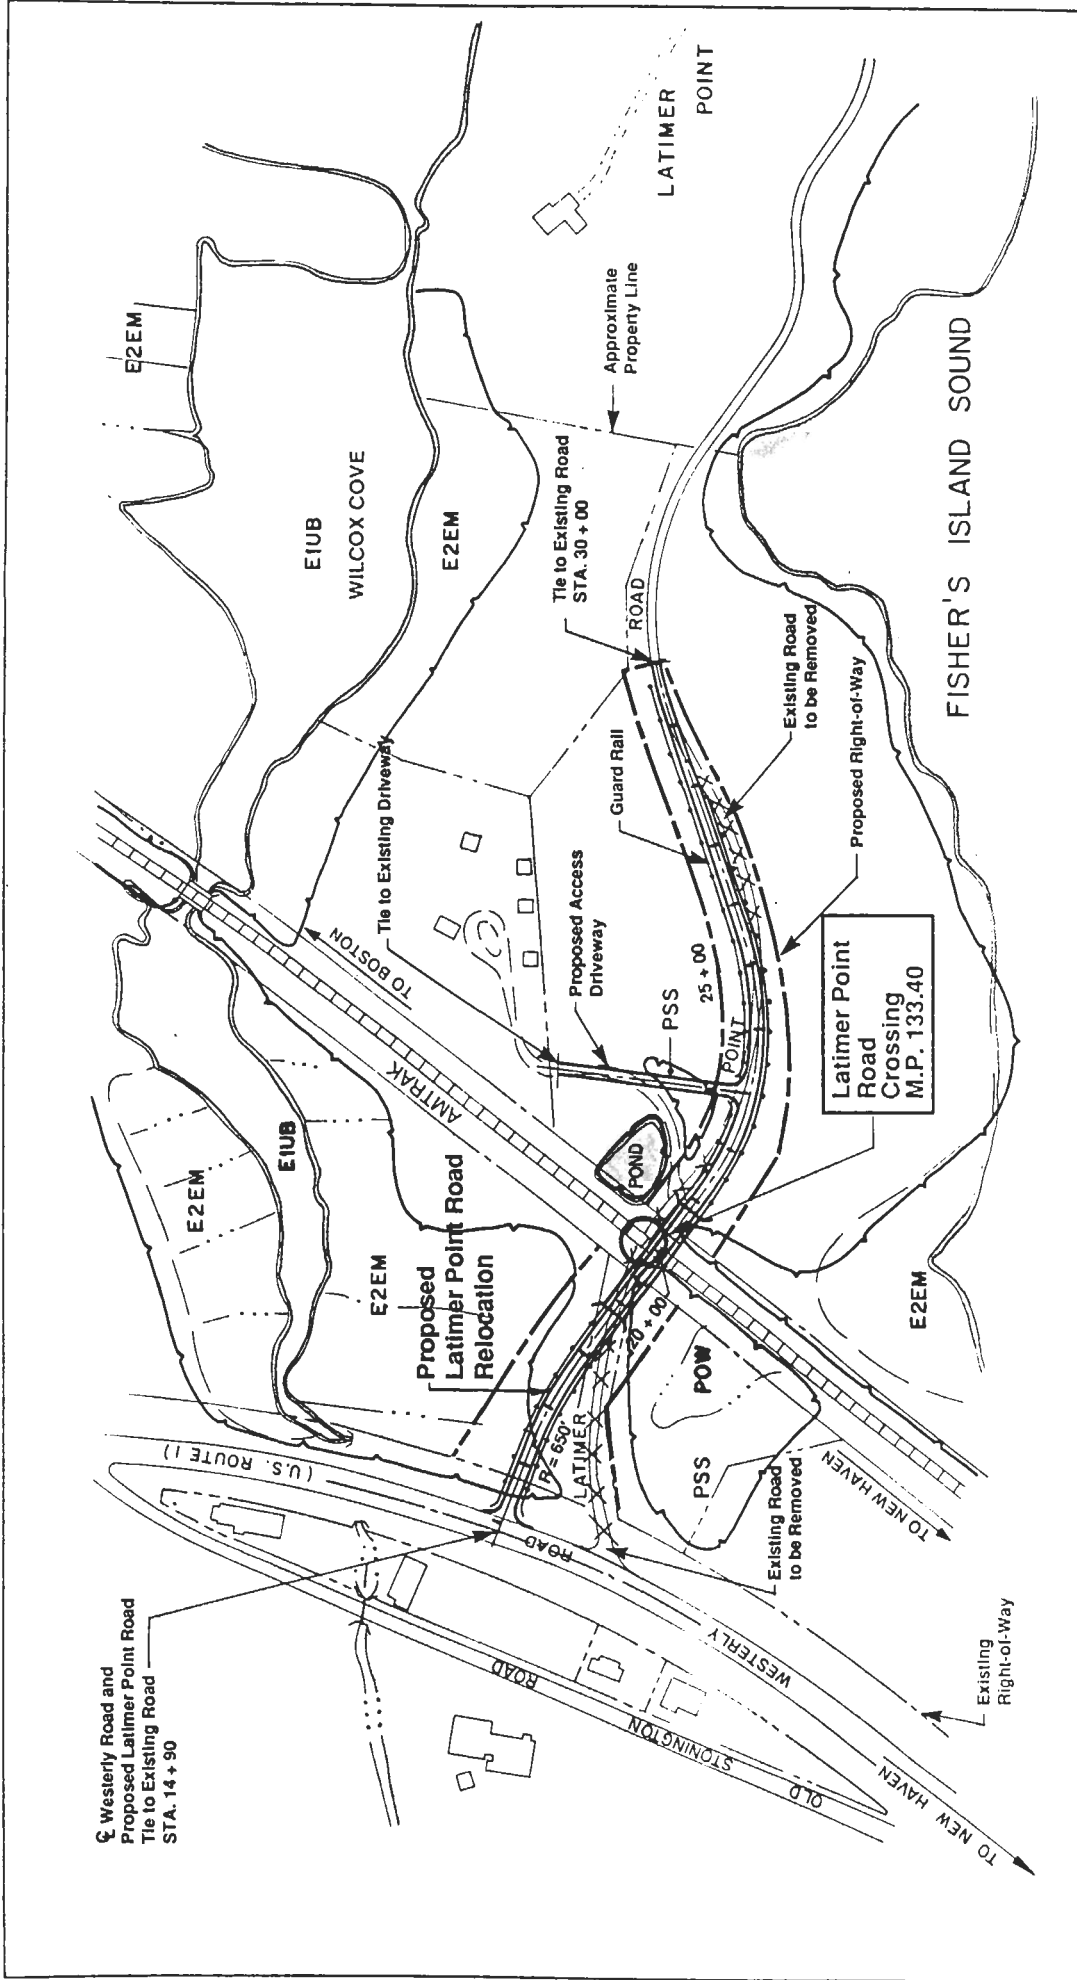 ℄ Westerly Road and
Proposed Latimer Point Road
Tie to Existing Road
STA. 14 + 90
(U.S. ROUTE 1)
ROAD
WESTERLY
TO NEW HAVEN
OLD
STONINGTON
ROAD
Existing
Right-of-Way
E2EM
E1UB
E2EM
Proposed
Latimer Point Road
Relocation
R = 650'
LATIMER
20 + 00
Existing Road
to be Removed
PSS
POW
TO NEW HAVEN
AMTRAK
TO BOSTON
POND
E2EM
Latimer Point
Road
Crossing
M.P. 133.40
PSS
Proposed Access
Driveway
Tie to Existing Driveway
POINT
25 + 00
Guard Rail
Proposed Right-of-Way
Existing Road
to be Removed
Tie to Existing Road
STA. 30 + 00
ROAD
E2EM
E1UB
WILCOX COVE
E2EM
Approximate
Property Line
LATIMER
POINT
FISHER'S ISLAND SOUND